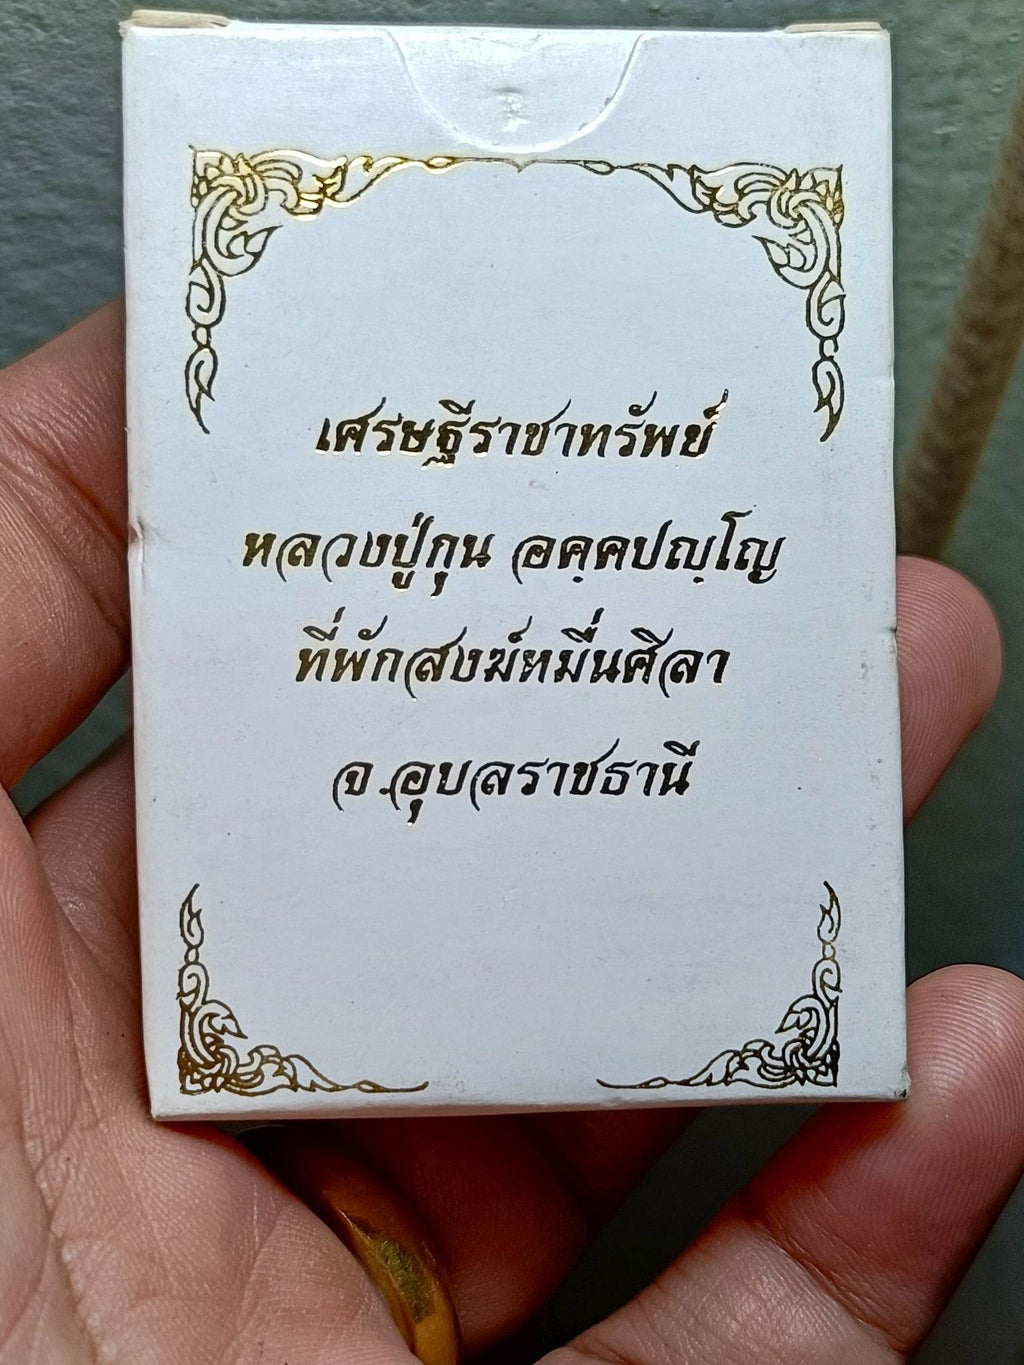 เศรษฐีราชาทรัพย์
หลวงปู่กุน อคฺคปญฺโญ
ที่พักสงฆ์หมื่นศิลา
จ.อุบลราชธานี